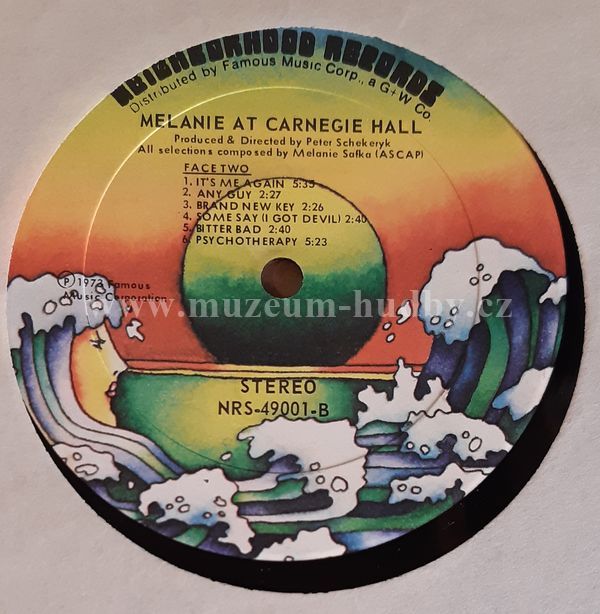 NEIGHBORHOOD RECORDS
Distributed by Famous Music Corp., a G+W Co.
MELANIE AT CARNEGIE HALL
Produced & Directed by Peter Schekeryk
All selections composed by Melanie Safka (ASCAP)
FACE TWO
1. IT'S ME AGAIN 5:35
2. ANY GUY 2:27
3. BRAND NEW KEY 2:26
4. SOME SAY (I GOT DEVIL) 2:40
5. BITTER BAD 2:40
6. PSYCHOTHERAPY 5:23
℗ 1973 Famous
Music Corporation
www.muzeum-hudby.cz
STEREO
NRS-49001-B